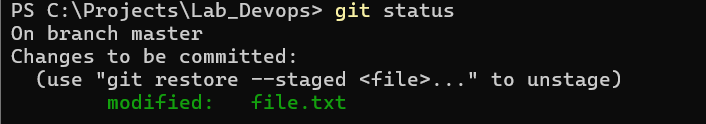 PS C:\Projects\Lab_Devops> git status
On branch master
Changes to be committed:
  (use "git restore --staged <file>..." to unstage)
        modified:   file.txt